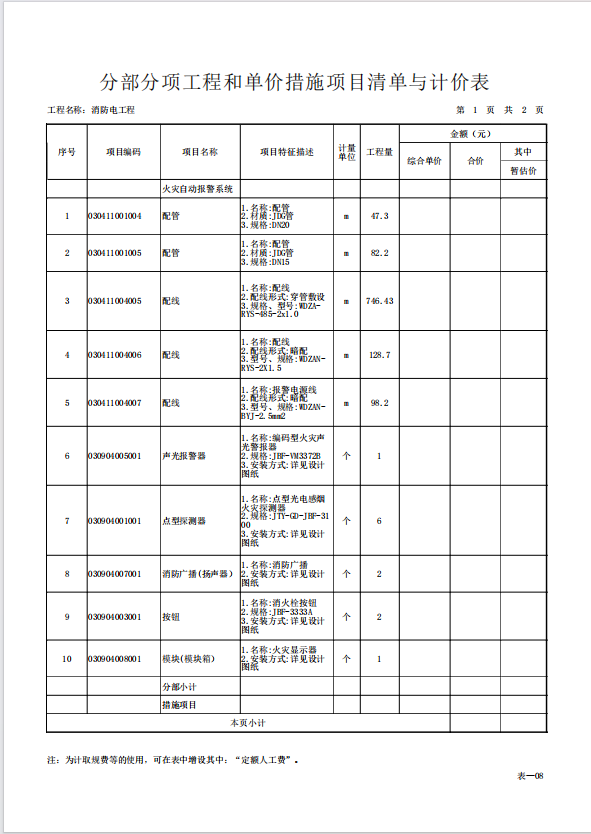 分部分项工程和单价措施项目清单与计价表
工程名称：消防电工程
第 1 页 共 2 页
序号 项目编码 项目名称 项目特征描述 计量单位 工程量 金额（元）
综合单价 合价 其中
暂估价
火灾自动报警系统
1 030411001004 配管 1.名称:配管
2.材质:JDG管
3.规格:DN20 m 47.3
2 030411001005 配管 1.名称:配管
2.材质:JDG管
3.规格:DN15 m 82.2
3 030411004005 配线 1.名称:配线
2.配线形式:穿管敷设
3.规格、型号:WDZA-
RYS-485-2x1.0 m 746.43
4 030411004006 配线 1.名称:配线
2.配线形式:暗配
3.型号、规格:WDZAN-
RYS-2X1.5 m 128.7
5 030411004007 配线 1.名称:报警电源线
2.配线形式:暗配
3.型号、规格:WDZAN-
BYJ-2.5mm2 m 98.2
6 030904005001 声光报警器 1.名称:编码型火灾声
光警报器
2.规格:JBF-VM3372B
3.安装方式:详见设计
图纸 个 1
7 030904001001 点型探测器 1.名称:点型光电感烟
火灾探测器
2.规格:JTY-GD-JBF-31
00
3.安装方式:详见设计
图纸 个 6
8 030904007001 消防广播(扬声器) 1.名称:消防广播
2.安装方式:详见设计
图纸 个 2
9 030904003001 按钮 1.名称:消火栓按钮
2.规格:JBF-3333A
3.安装方式:详见设计
图纸 个 2
10 030904008001 模块(模块箱) 1.名称:火灾显示器
2.安装方式:详见设计
图纸 个 1
分部小计
措施项目
本页小计
注：为计取规费等的使用，可在表中增设其中：“定额人工费”。
表—08